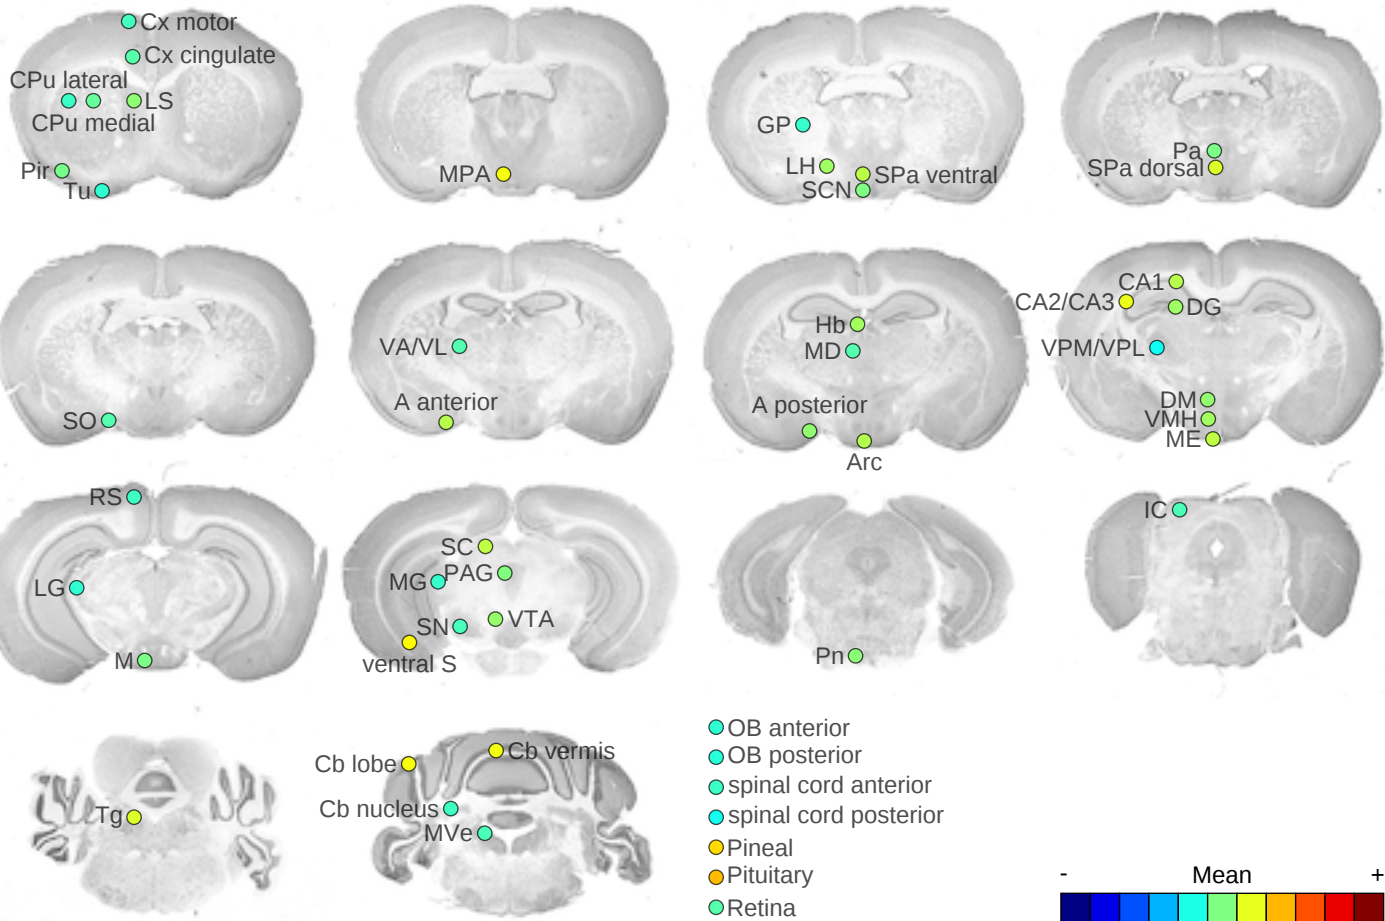 Cx motor
Cx cingulate
CPu lateral
LS
CPu medial
Pir
Tu
MPA
GP
LH
SPa ventral
SCN
Pa
SPa dorsal
SO
VA/VL
A anterior
Hb
MD
A posterior
Arc
CA1
CA2/CA3
DG
VPM/VPL
DM
VMH
ME
RS
LG
M
SC
MG
PAG
SN
VTA
ventral S
Pn
IC
Tg
Cb lobe
Cb vermis
Cb nucleus
MVe
OB anterior
OB posterior
spinal cord anterior
spinal cord posterior
Pineal
Pituitary
Retina
- Mean +